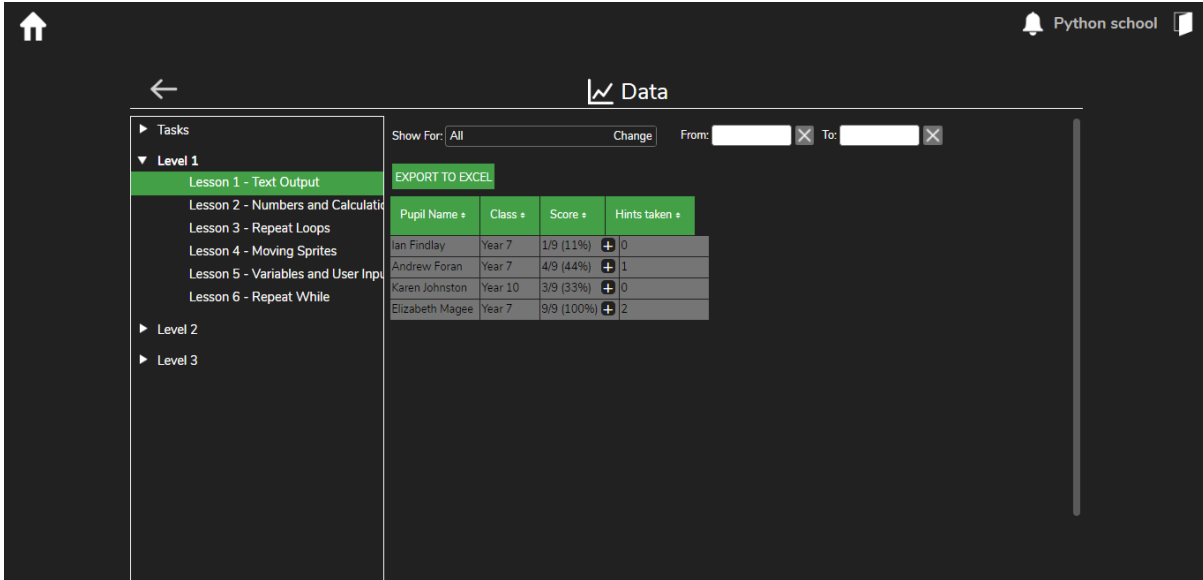 Python school
Data
Tasks
Level 1
Lesson 1 - Text Output
Lesson 2 - Numbers and Calculatio
Lesson 3 - Repeat Loops
Lesson 4 - Moving Sprites
Lesson 5 - Variables and User Inpu
Lesson 6 - Repeat While
Level 2
Level 3
Show For: All Change From: To:
EXPORT TO EXCEL
Pupil Name Class Score Hints taken
Ian Findlay Year 7 1/9 (11%) + 0
Andrew Foran Year 7 4/9 (44%) + 1
Karen Johnston Year 10 3/9 (33%) + 0
Elizabeth Magee Year 7 9/9 (100%) + 2